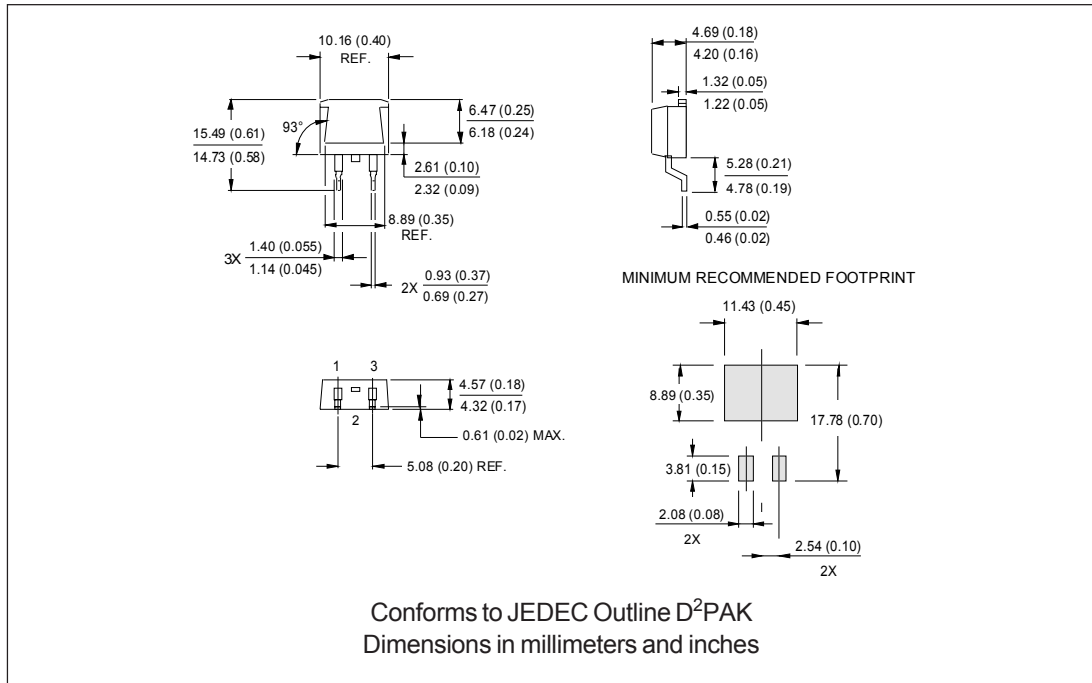 10.16 (0.40)
REF.
15.49 (0.61)
14.73 (0.58)
93°
6.47 (0.25)
6.18 (0.24)
2.61 (0.10)
2.32 (0.09)
8.89 (0.35)
REF.
3X
1.40 (0.055)
1.14 (0.045)
2X
0.93 (0.37)
0.69 (0.27)
4.69 (0.18)
4.20 (0.16)
1.32 (0.05)
1.22 (0.05)
5.28 (0.21)
4.78 (0.19)
0.55 (0.02)
0.46 (0.02)
1 3
2
4.57 (0.18)
4.32 (0.17)
0.61 (0.02) MAX.
5.08 (0.20) REF.
MINIMUM RECOMMENDED FOOTPRINT
11.43 (0.45)
8.89 (0.35)
17.78 (0.70)
3.81 (0.15)
2.08 (0.08)
2X
2.54 (0.10)
2X
Conforms to JEDEC Outline D²PAK
Dimensions in millimeters and inches